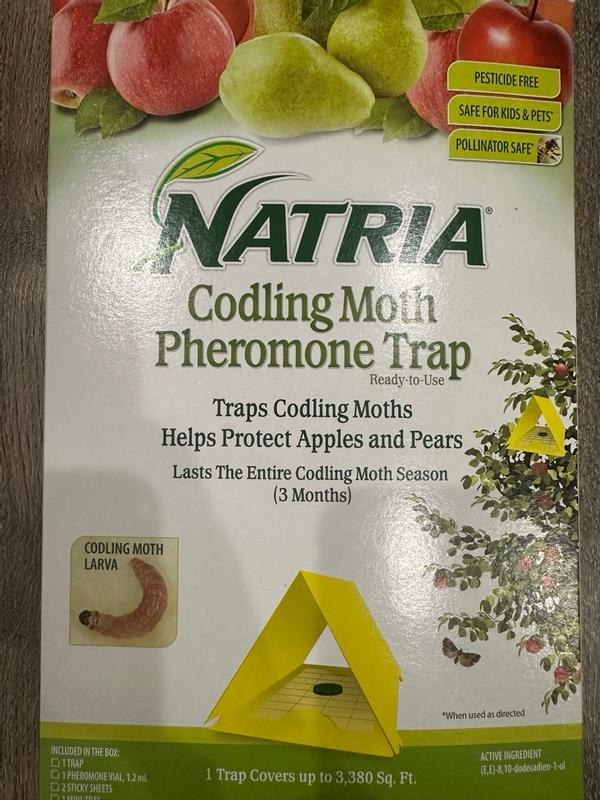 PESTICIDE FREE
SAFE FOR KIDS & PETS*
POLLINATOR SAFE*
NATRIA®
Codling Moth
Pheromone Trap
Ready-to-Use
Traps Codling Moths
Helps Protect Apples and Pears
Lasts The Entire Codling Moth Season
(3 Months)
CODLING MOTH
LARVA
*When used as directed
INCLUDED IN THE BOX:
1 TRAP
1 PHEROMONE VIAL, 1.2 mL
2 STICKY SHEETS
1 MINI-TRAY
1 Trap Covers up to 3,380 Sq. Ft.
ACTIVE INGREDIENT
(E,E)-8,10-dodecadien-1-ol